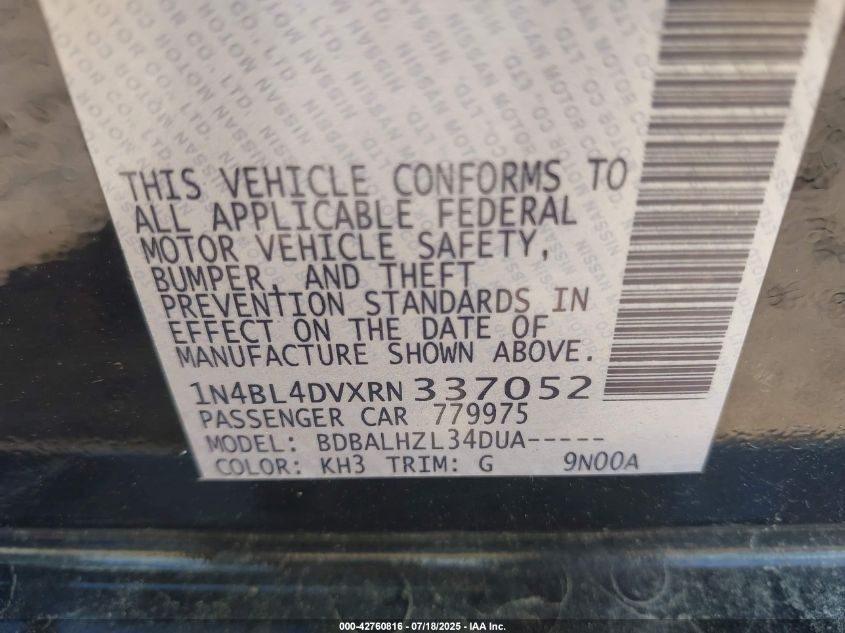 THIS VEHICLE CONFORMS TO
ALL APPLICABLE FEDERAL
MOTOR VEHICLE SAFETY,
BUMPER, AND THEFT
PREVENTION STANDARDS IN
EFFECT ON THE DATE OF
MANUFACTURE SHOWN ABOVE.
1N4BL4DVXRN337052
PASSENGER CAR 779975
MODEL: BDBALHZL34DUA-----
COLOR: KH3 TRIM: G 9N00A
000-42760816 - 07/18/2025 - IAA Inc.